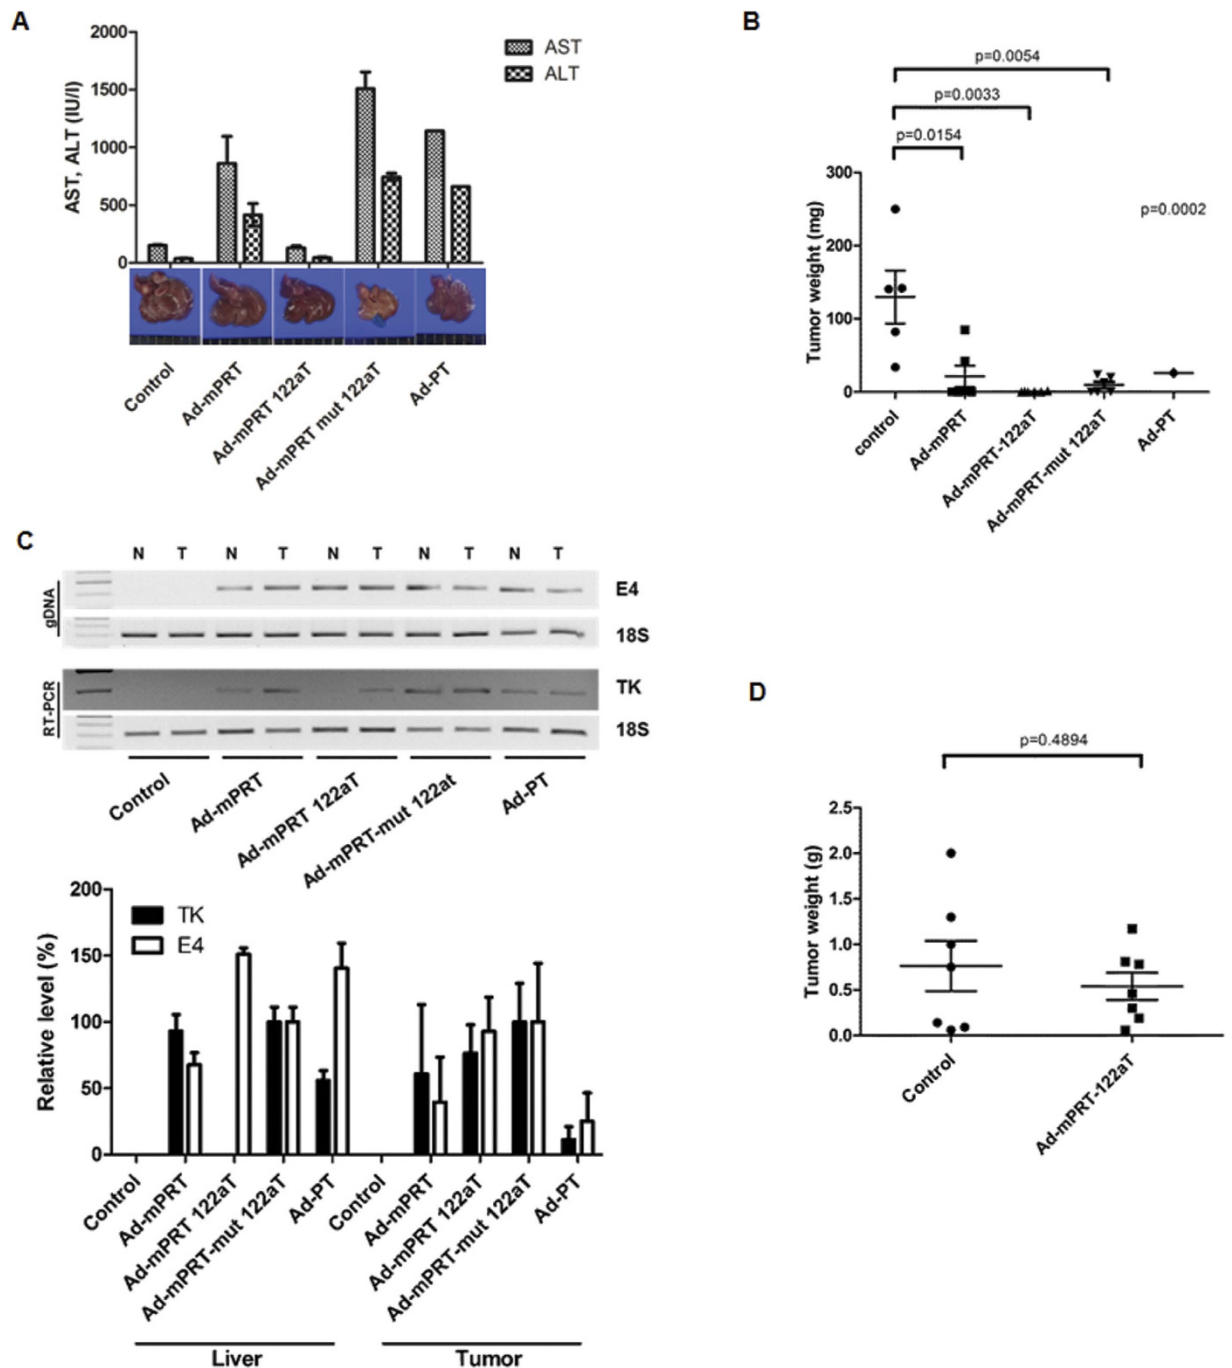 A
2000
1500
1000
500
0
AST, ALT (IU/l)
AST
ALT
Control
Ad-mPRT
Ad-mPRT 122aT
Ad-mPRT mut 122aT
Ad-PT
B
p=0.0054
p=0.0033
p=0.0154
p=0.0002
300
200
100
0
Tumor weight (mg)
control
Ad-mPRT
Ad-mPRT-122aT
Ad-mPRT-mut 122aT
Ad-PT
C
N T N T N T N T N T
gDNA
E4
18S
RT-PCR
TK
18S
Control
Ad-mPRT
Ad-mPRT 122aT
Ad-mPRT-mut 122at
Ad-PT
200
150
100
50
0
Relative level (%)
TK
E4
Control
Ad-mPRT
Ad-mPRT 122aT
Ad-mPRT-mut 122aT
Ad-PT
Control
Ad-mPRT
Ad-mPRT 122aT
Ad-mPRT-mut 122aT
Ad-PT
Liver
Tumor
D
p=0.4894
2.5
2.0
1.5
1.0
0.5
0.0
Tumor weight (g)
Control
Ad-mPRT-122aT